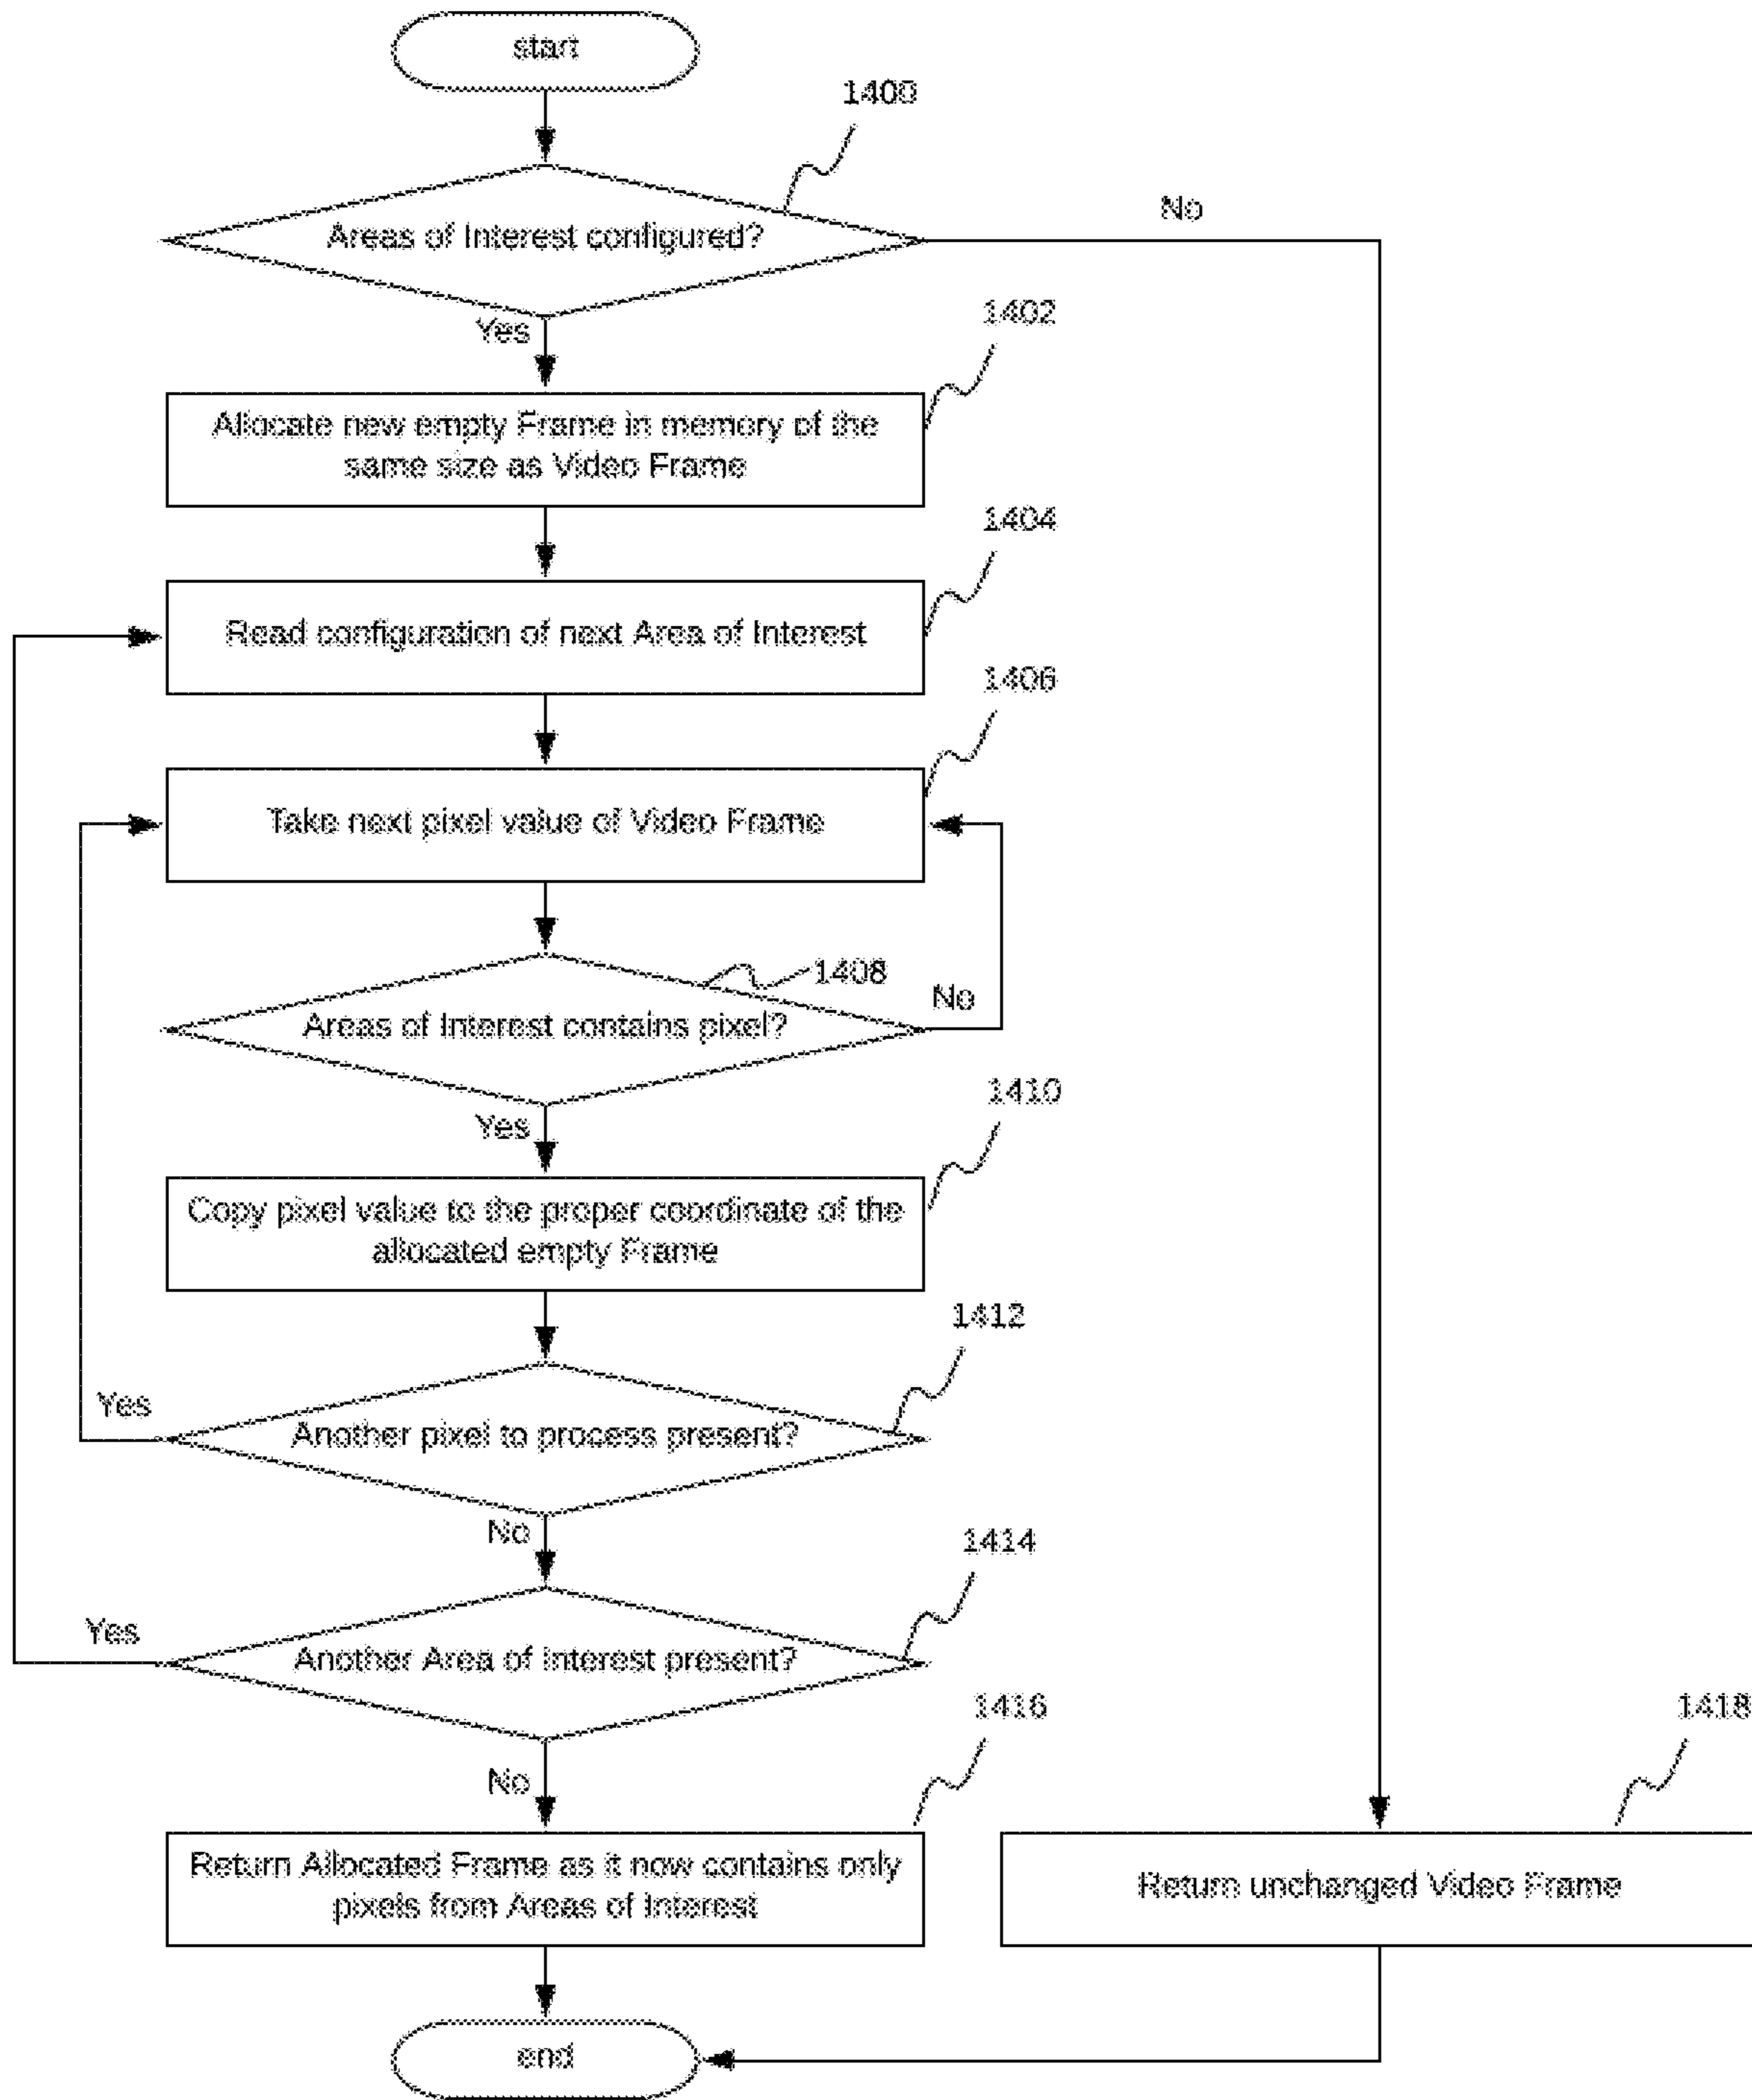 start
1400
Areas of Interest configured?
No
Yes
1402
Allocate new empty Frame in memory of the
same size as Video Frame
1404
Read configuration of next Area of Interest
1406
Take next pixel value of Video Frame
1408
Areas of Interest contains pixel?
No
Yes
1410
Copy pixel value to the proper coordinate of the
allocated empty Frame
1412
Another pixel to process present?
Yes
No
1414
Another Area of Interest present?
Yes
No
1416
Return Allocated Frame as it now contains only
pixels from Areas of Interest
1418
Return unchanged Video Frame
end